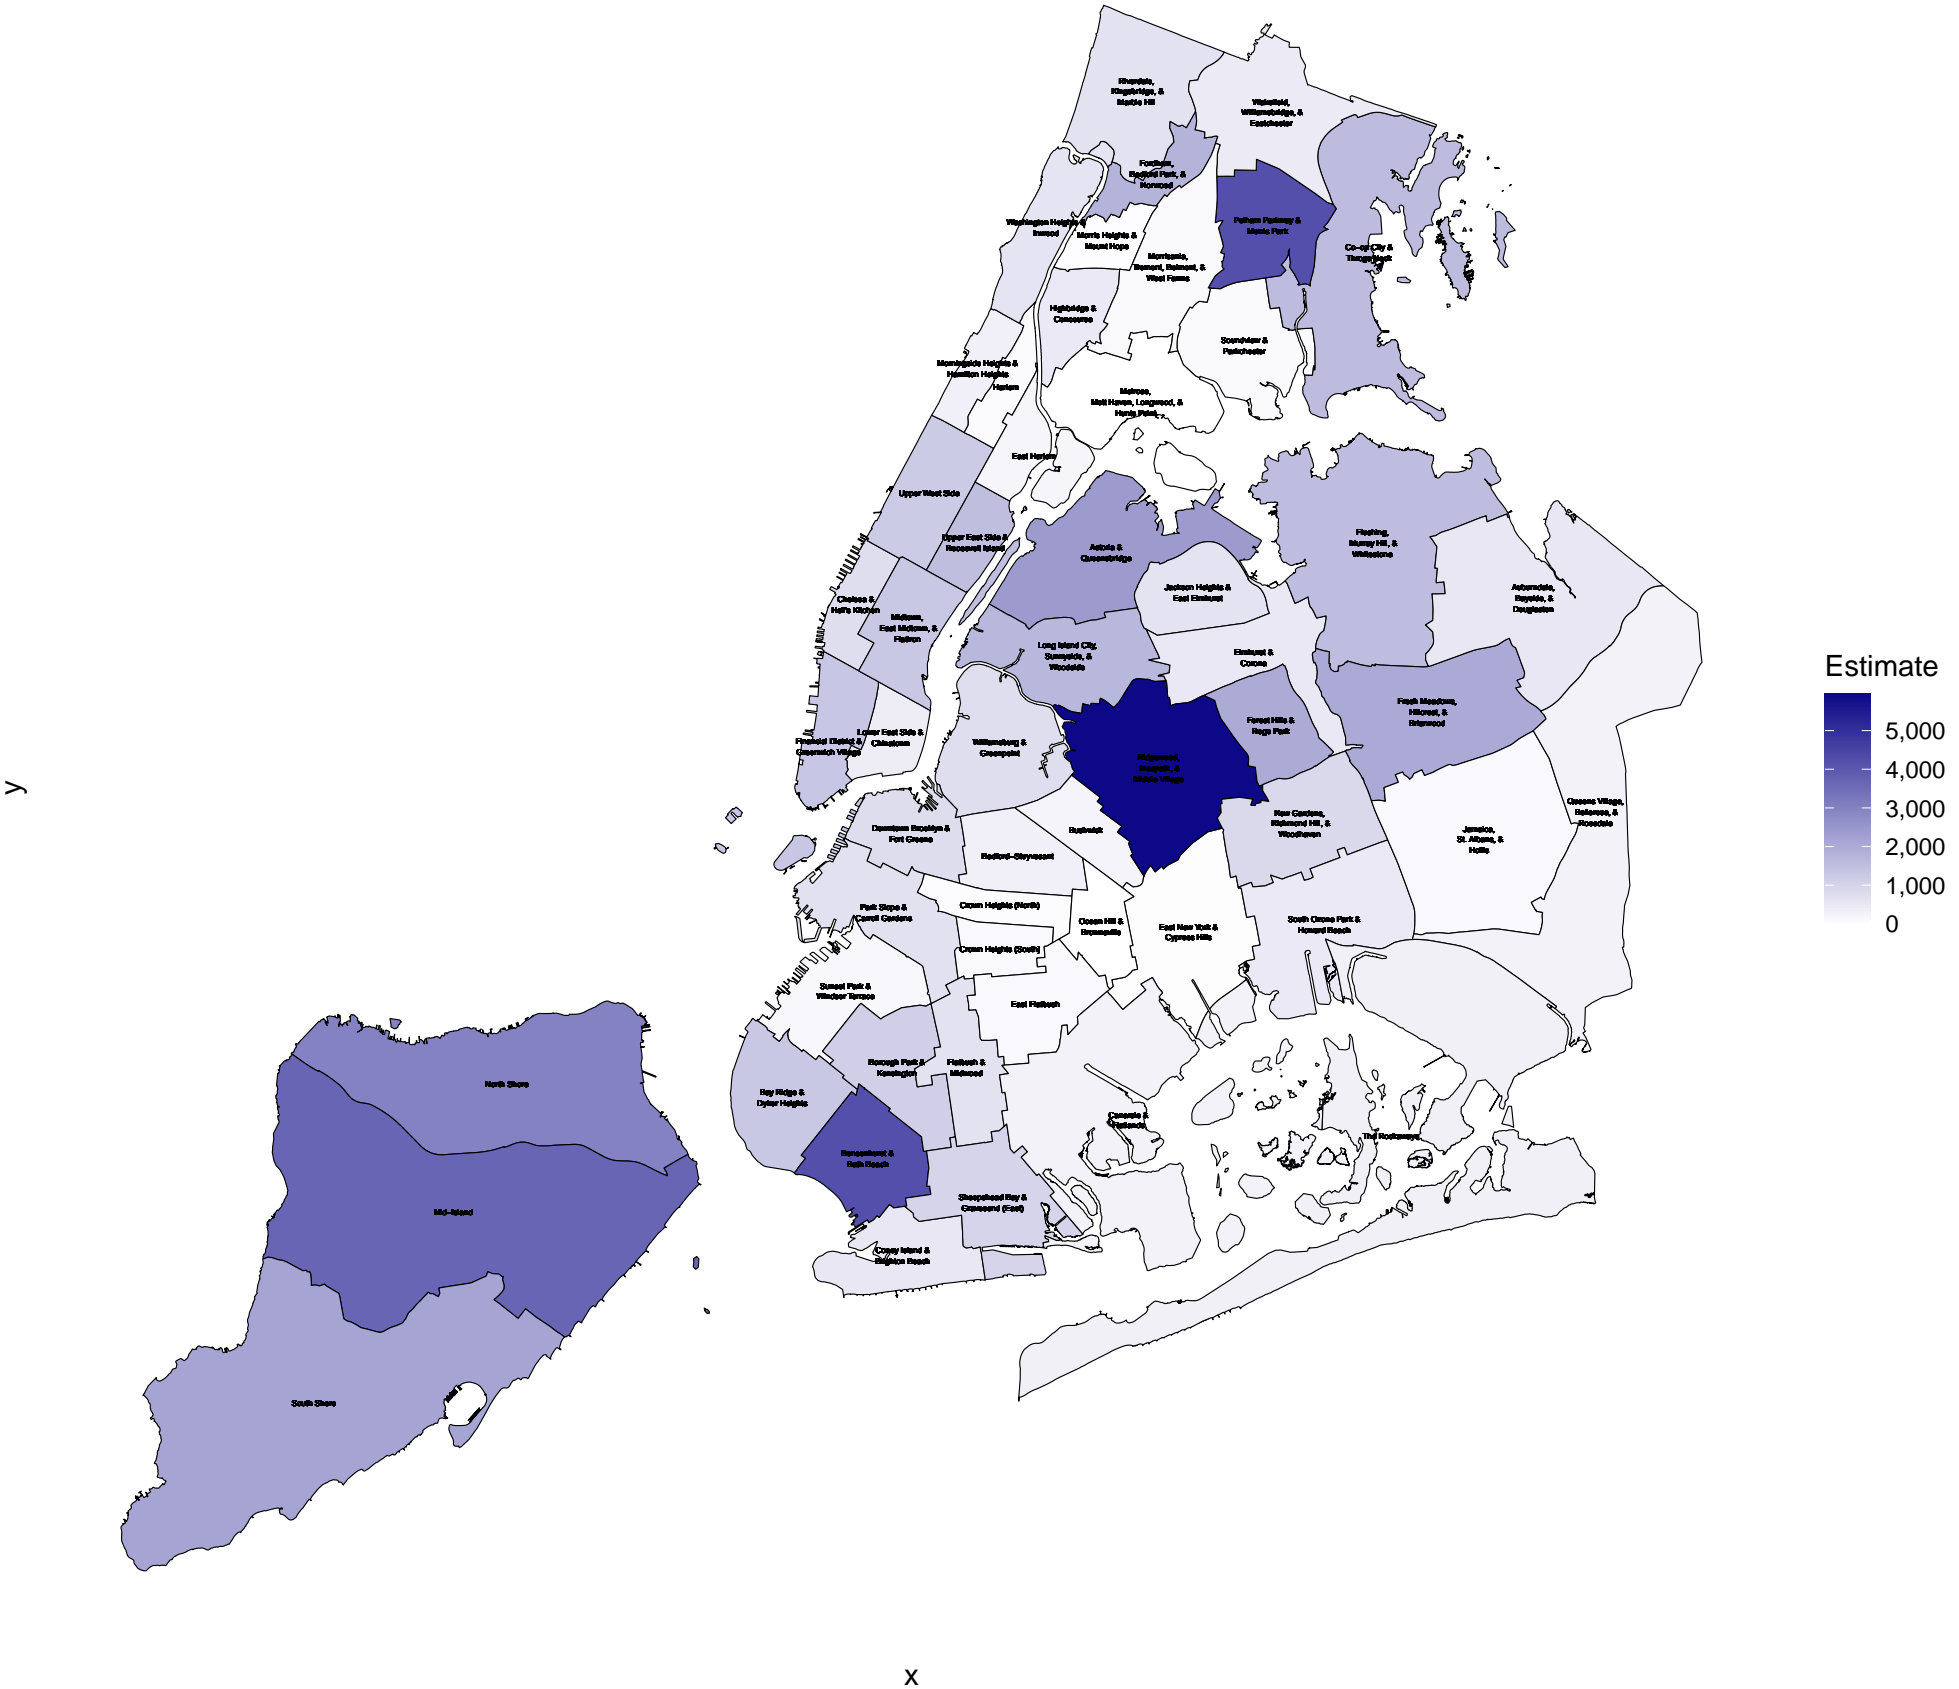 Riverdale,
Kingsbridge, &
Marble Hill
Wakefield,
Williamsbridge, &
Eastchester
Fordham,
Bedford Park, &
Norwood
Washington Heights &
Inwood
Morris Heights &
Mount Hope
Pelham Parkway &
Morris Park
Co-op City &
Throgs Neck
Morrisania,
Tremont, Belmont, &
West Farms
Highbridge &
Concourse
Soundview &
Parkchester
Morningside Heights &
Hamilton Heights
Harlem
Melrose,
Mott Haven, Longwood, &
Hunts Point
East Harlem
Upper West Side
Upper East Side &
Roosevelt Island
Astoria &
Queensbridge
Flushing,
Murray Hill, &
Whitestone
Jackson Heights &
East Elmhurst
Auburndale,
Bayside, &
Douglaston
Chelsea &
Hell's Kitchen
Midtown,
East Midtown, &
Flatiron
Long Island City,
Sunnyside, &
Woodside
Elmhurst &
Corona
Estimate
5,000
4,000
3,000
2,000
1,000
0
Fresh Meadows,
Hillcrest, &
Briarwood
Forest Hills &
Rego Park
Financial District &
Greenwich Village
Lower East Side &
Chinatown
Williamsburg &
Greenpoint
Ridgewood,
Maspeth, &
Middle Village
y
Queens Village,
Bellerose, &
Rosedale
Kew Gardens,
Richmond Hill, &
Woodhaven
Jamaica,
St. Albans, &
Hollis
Downtown Brooklyn &
Fort Greene
Bushwick
Bedford-Stuyvesant
Park Slope &
Carroll Gardens
Crown Heights (North)
Ocean Hill &
Brownsville
East New York &
Cypress Hills
South Ozone Park &
Howard Beach
Crown Heights (South)
Sunset Park &
Windsor Terrace
East Flatbush
Borough Park &
Kensington
Flatbush &
Midwood
North Shore
Bay Ridge &
Dyker Heights
Canarsie &
Flatlands
The Rockaways
Bensonhurst &
Bath Beach
Mid-Island
Sheepshead Bay &
Gravesend (East)
Coney Island &
Brighton Beach
South Shore
x